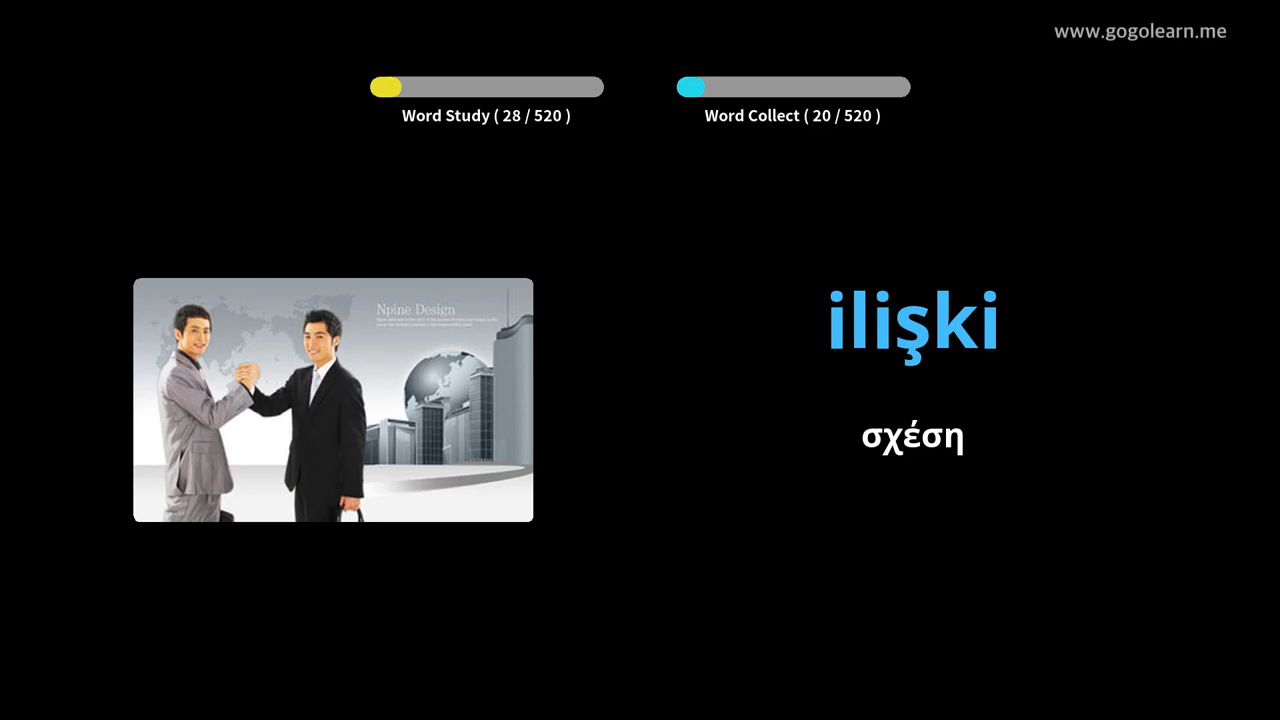 www.gogolearn.me
Word Study ( 28 / 520 )
Word Collect ( 20 / 520 )
Npine Design
ilişki
σχέση